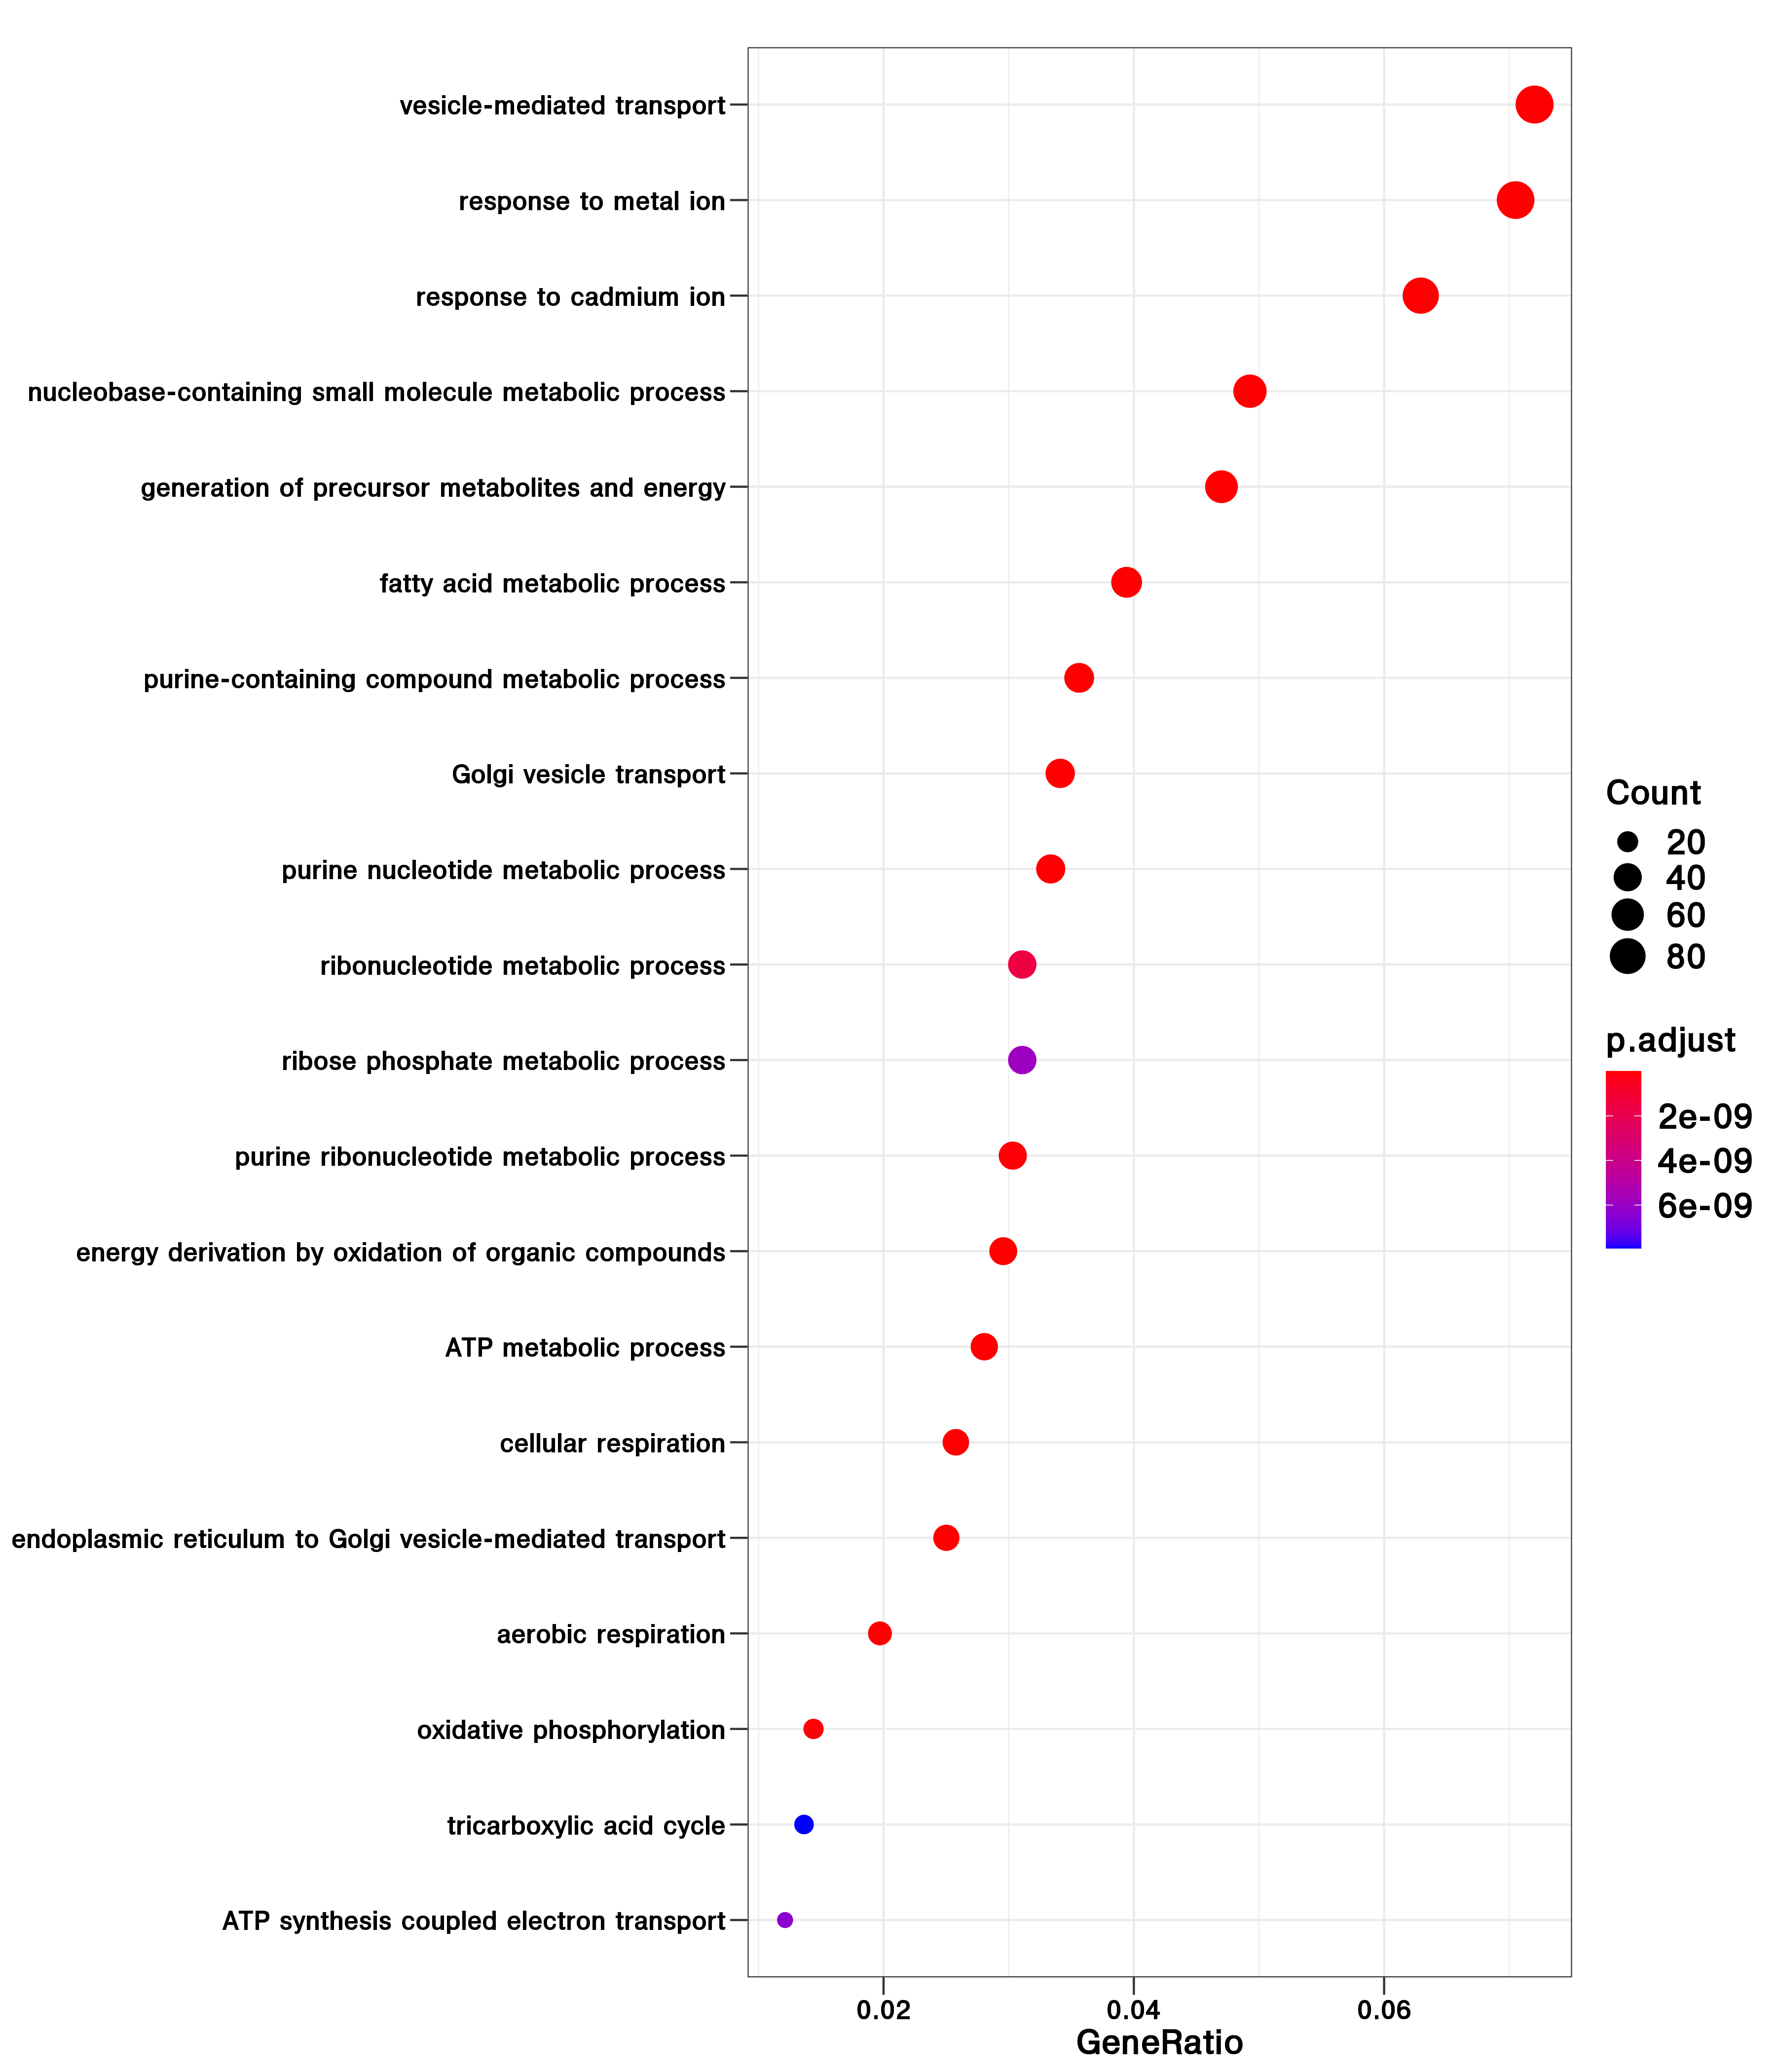 vesicle-mediated transport
response to metal ion
response to cadmium ion
nucleobase-containing small molecule metabolic process
generation of precursor metabolites and energy
fatty acid metabolic process
purine-containing compound metabolic process
Golgi vesicle transport
purine nucleotide metabolic process
ribonucleotide metabolic process
ribose phosphate metabolic process
purine ribonucleotide metabolic process
energy derivation by oxidation of organic compounds
ATP metabolic process
cellular respiration
endoplasmic reticulum to Golgi vesicle-mediated transport
aerobic respiration
oxidative phosphorylation
tricarboxylic acid cycle
ATP synthesis coupled electron transport
0.02 0.04 0.06
GeneRatio
Count
20
40
60
80
p.adjust
2e-09
4e-09
6e-09